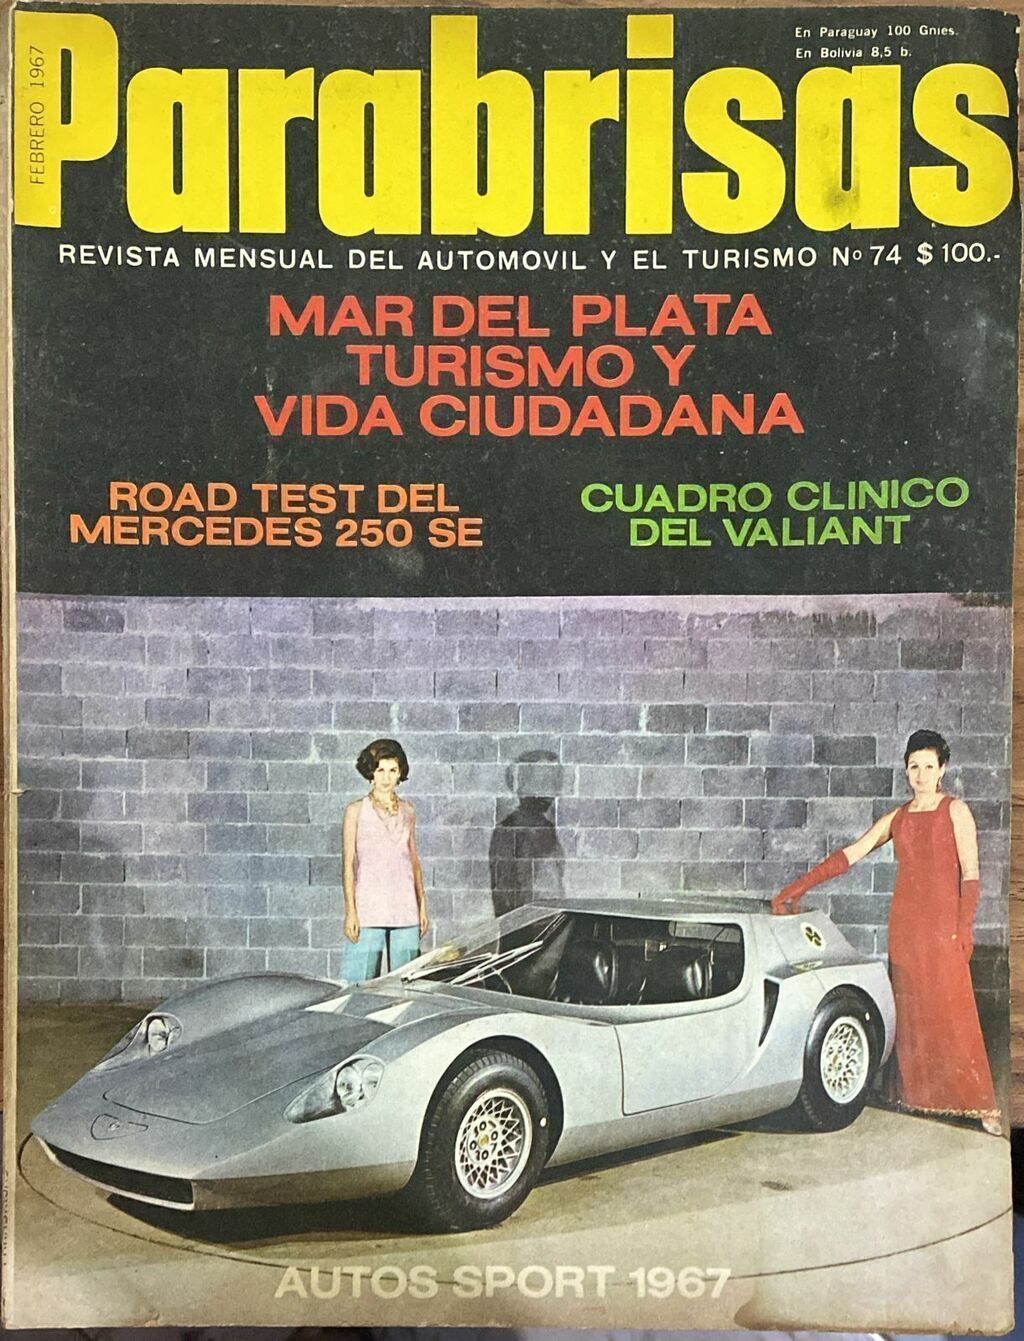 FEBRERO 1967
En Paraguay 100 Gnies.
En Bolivia 8,5 b.
Parabrisas
REVISTA MENSUAL DEL AUTOMOVIL Y EL TURISMO Nº 74 $ 100.-
MAR DEL PLATA
TURISMO Y
VIDA CIUDADANA
ROAD TEST DEL
MERCEDES 250 SE
CUADRO CLINICO
DEL VALIANT
AUTOS SPORT 1967